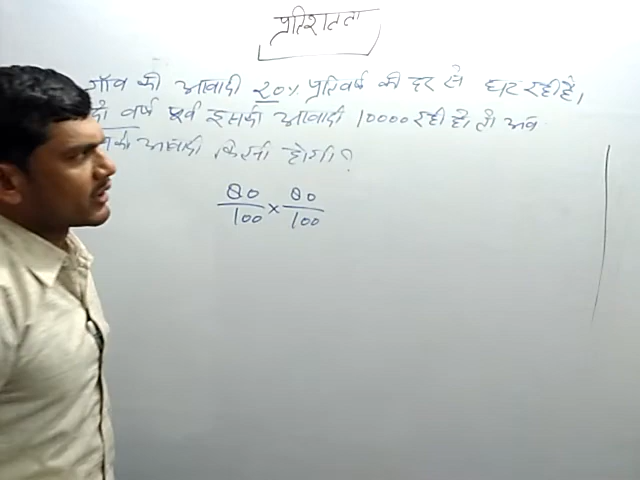 प्रतिशतता
गाँव की आबादी 20% प्रतिवर्ष की दर से घट रही है।
दो वर्ष पूर्व इसकी आबादी 10000 रही हो, तो अब
आबादी कितनी होगी?
80/100 × 80/100